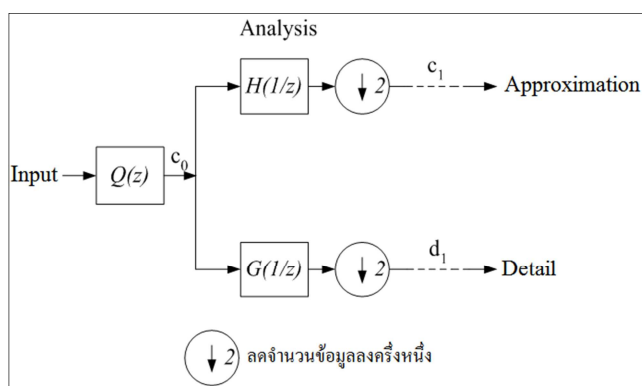 Analysis
H(1/z)
↓ 2
c₁
Approximation
Input
Q(z)
c₀
G(1/z)
↓ 2
d₁
Detail
↓ 2 ลดจำนวนข้อมูลลงครึ่งหนึ่ง